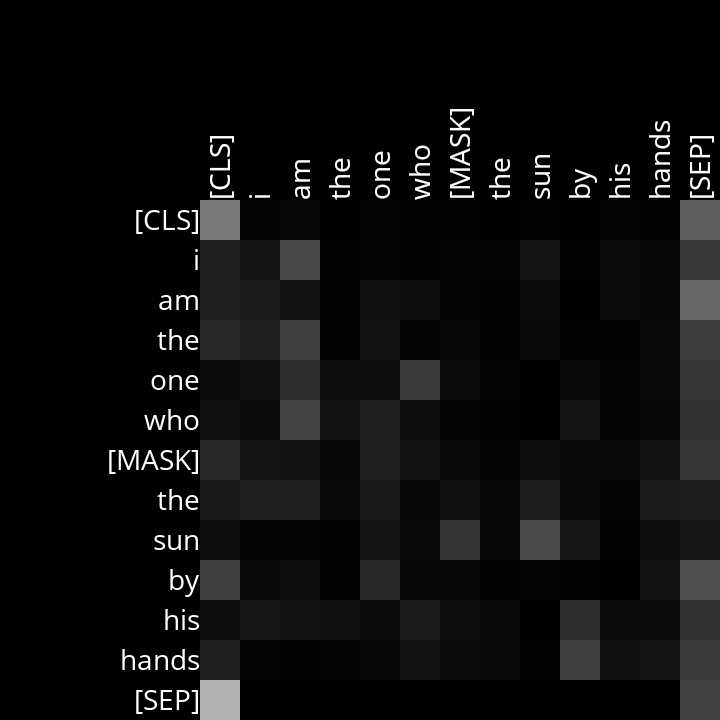 [CLS] i am the one who [MASK] the sun by his hands [SEP]
[CLS]
i
am
the
one
who
[MASK]
the
sun
by
his
hands
[SEP]